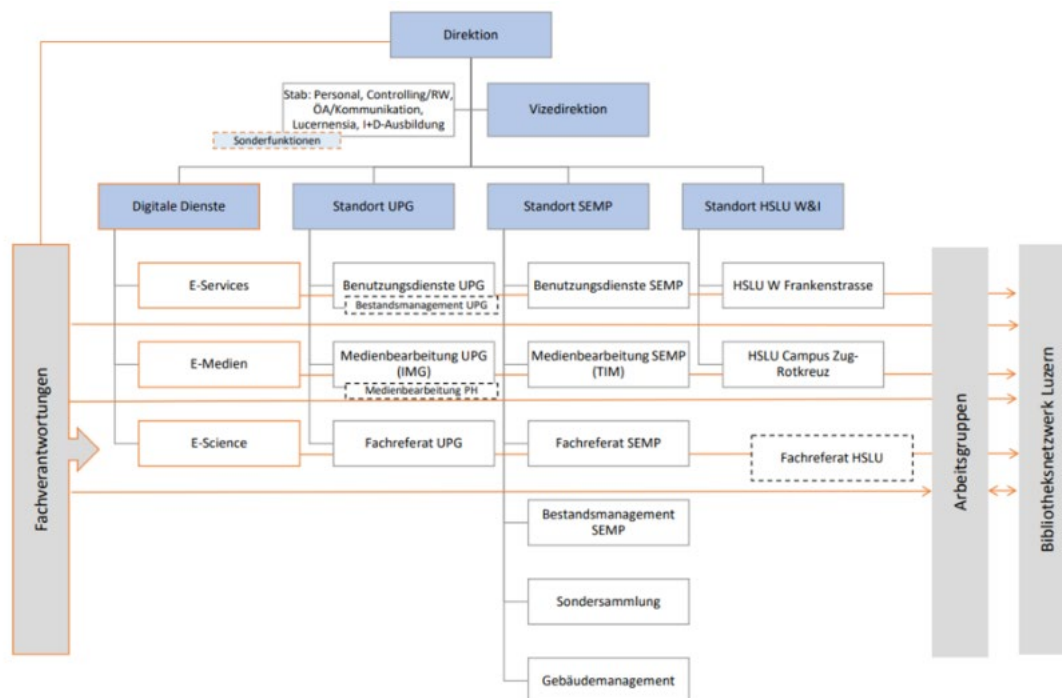 Direktion
Stab: Personal, Controlling/RW,
ÖA/Kommunikation,
Lucernensia, I+D-Ausbildung
Sonderfunktionen
Vizedirektion
Digitale Dienste
Standort UPG
Standort SEMP
Standort HSLU W&I
Fachverantwortungen
E-Services
Benutzungsdienste UPG
Bestandsmanagement UPG
Benutzungsdienste SEMP
HSLU W Frankenstrasse
E-Medien
Medienbearbeitung UPG
(IMG)
Medienbearbeitung PH
Medienbearbeitung SEMP
(TIM)
HSLU Campus Zug-
Rotkreuz
E-Science
Fachreferat UPG
Fachreferat SEMP
Fachreferat HSLU
Bestandsmanagement
SEMP
Sondersammlung
Gebäudemanagement
Arbeitsgruppen
Bibliotheksnetzwerk Luzern